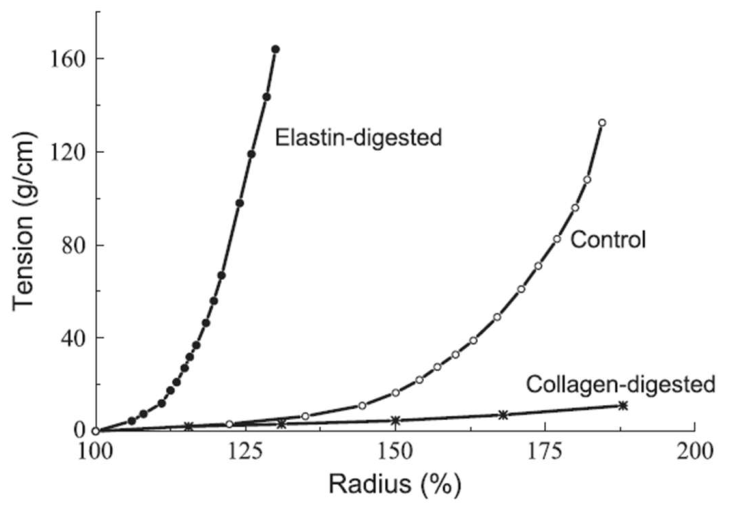 160
Elastin-digested
120
Tension (g/cm)
80
Control
40
Collagen-digested
0
100 125 150 175 200
Radius (%)